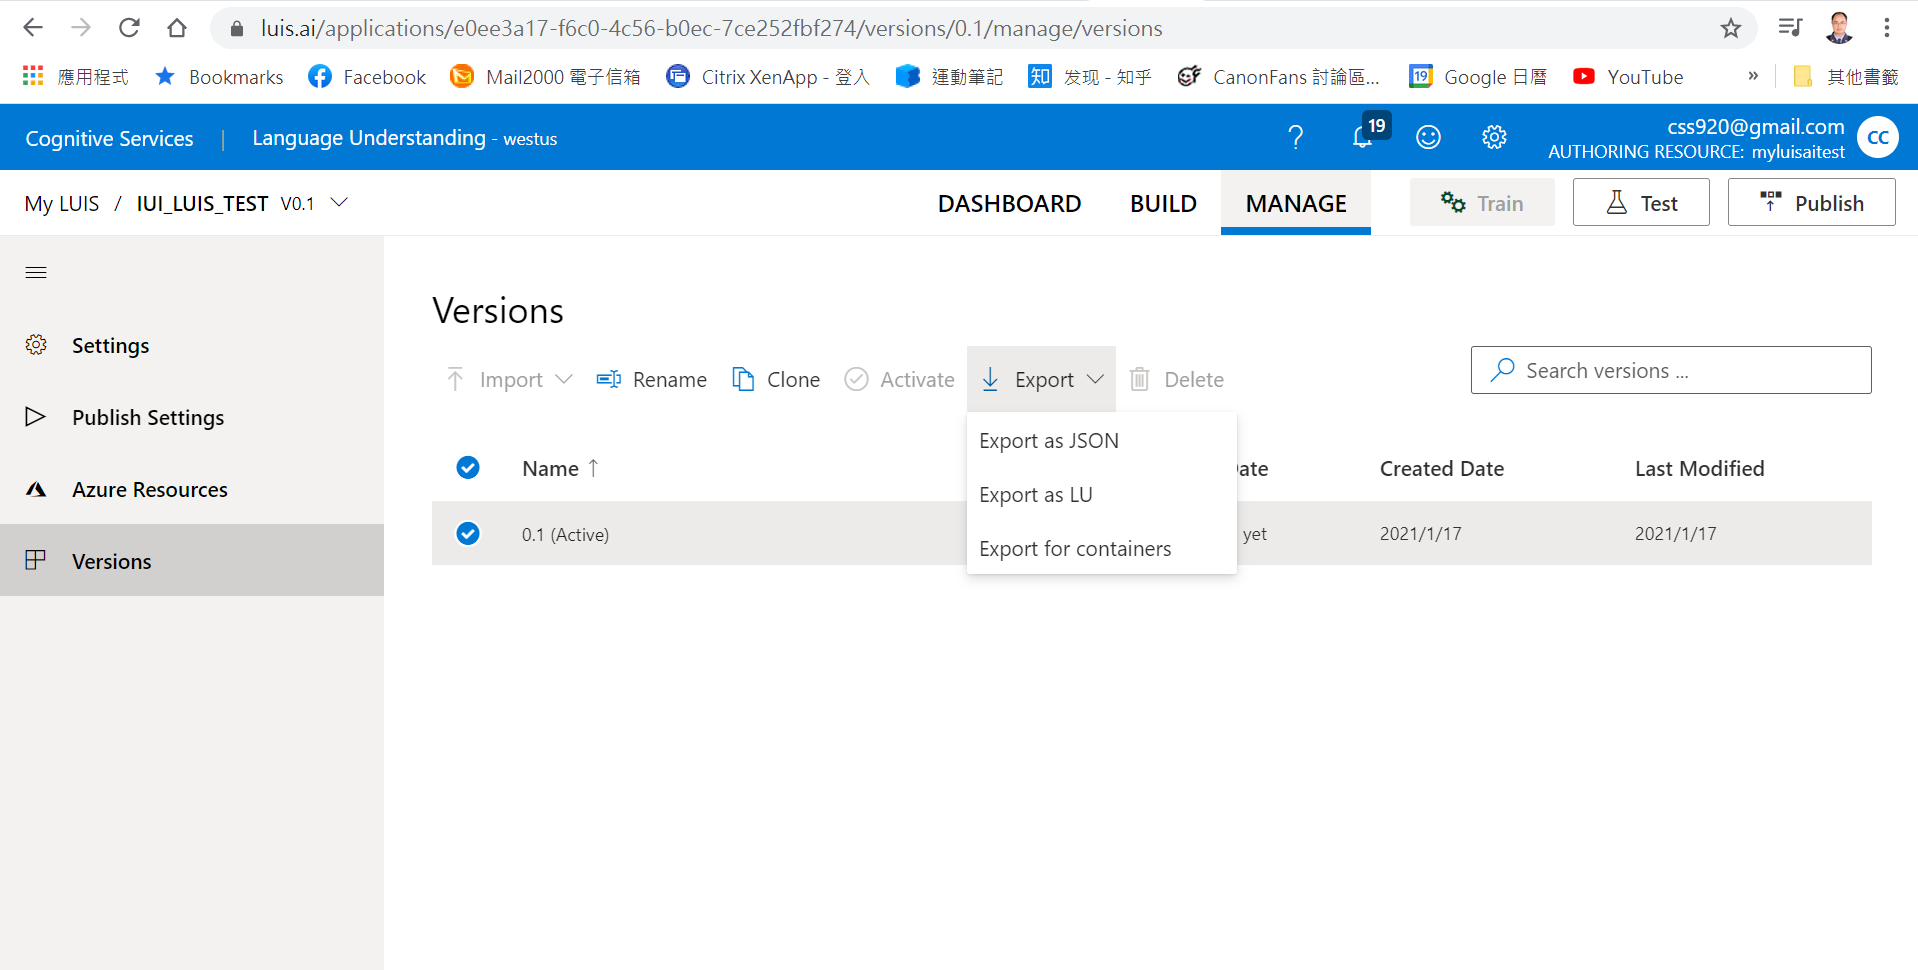 luis.ai/applications/e0ee3a17-f6c0-4c56-b0ec-7ce252fbf274/versions/0.1/manage/versions
應用程式 Bookmarks Facebook Mail2000 電子信箱 Citrix XenApp - 登入 運動筆記 知 发现 - 知乎 CanonFans 討論區... 19 Google 日曆 YouTube » 其他書籤
Cognitive Services | Language Understanding - westus ? 19 css920@gmail.com CC
AUTHORING RESOURCE: myluisaitest
My LUIS / IUI_LUIS_TEST V0.1 DASHBOARD BUILD MANAGE Train Test Publish
Versions
Settings
Publish Settings
Azure Resources
Versions
Import Rename Clone Activate Export Delete Search versions ...
Export as JSON
Export as LU
Export for containers
Name ↑ ate Created Date Last Modified
0.1 (Active) yet 2021/1/17 2021/1/17